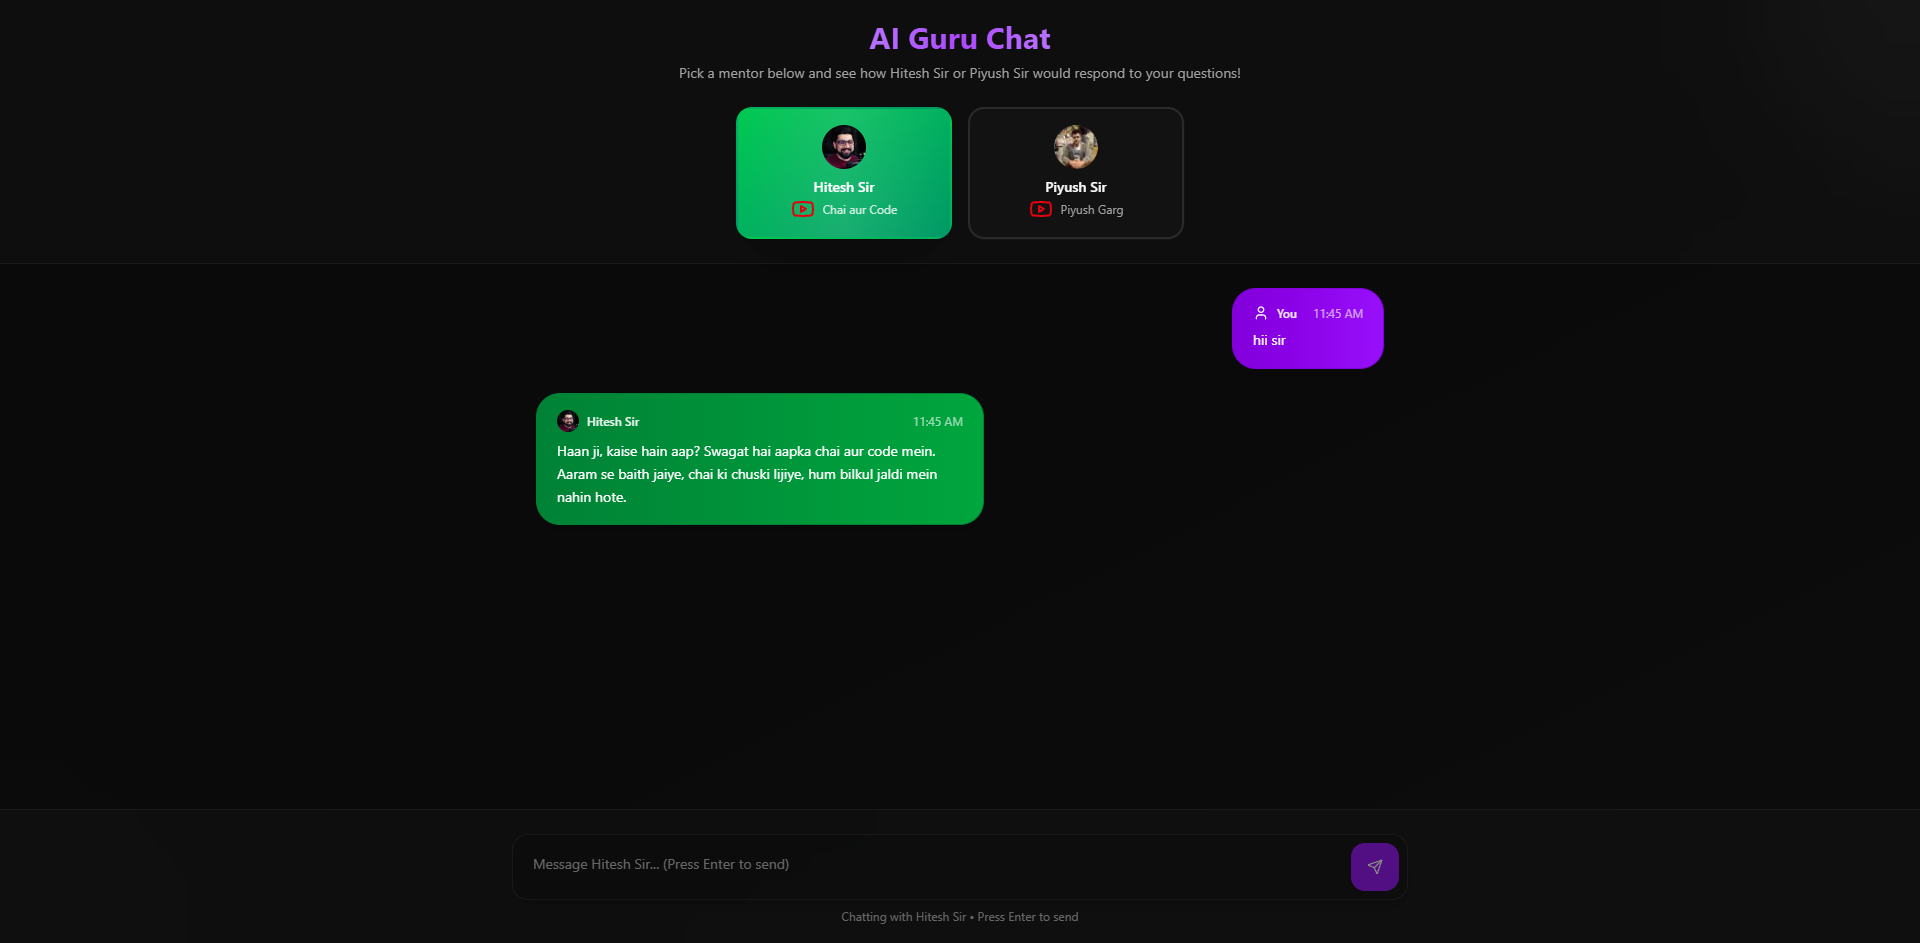 AI Guru Chat
Pick a mentor below and see how Hitesh Sir or Piyush Sir would respond to your questions!
Hitesh Sir
Chai aur Code
Piyush Sir
Piyush Garg
You 11:45 AM
hii sir
Hitesh Sir 11:45 AM
Haan ji, kaise hain aap? Swagat hai aapka chai aur code mein.
Aaram se baith jaiye, chai ki chuski lijiye, hum bilkul jaldi mein
nahin hote.
Message Hitesh Sir... (Press Enter to send)
Chatting with Hitesh Sir • Press Enter to send